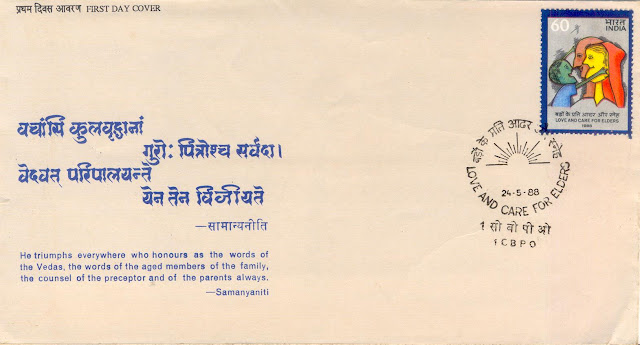 प्रथम दिवस आवरण FIRST DAY COVER
60
भारत
INDIA
बड़ों के प्रति आदर और स्नेह
LOVE AND CARE FOR ELDERS
1988
वचांसि कुलवृद्धानां
गुरोः पित्रोश्च सर्वदा।
वेदवत् परिपालयन्ते
येन तेन विजीयते
—सामान्यनीति
He triumphs everywhere who honours as the words of
the Vedas, the words of the aged members of the family,
the counsel of the preceptor and of the parents always.
—Samanyaniti
बड़ों के प्रति आदर और स्नेह
24-5-88
LOVE AND CARE FOR ELDERS
1 सी बी पी ओ
1CBPO